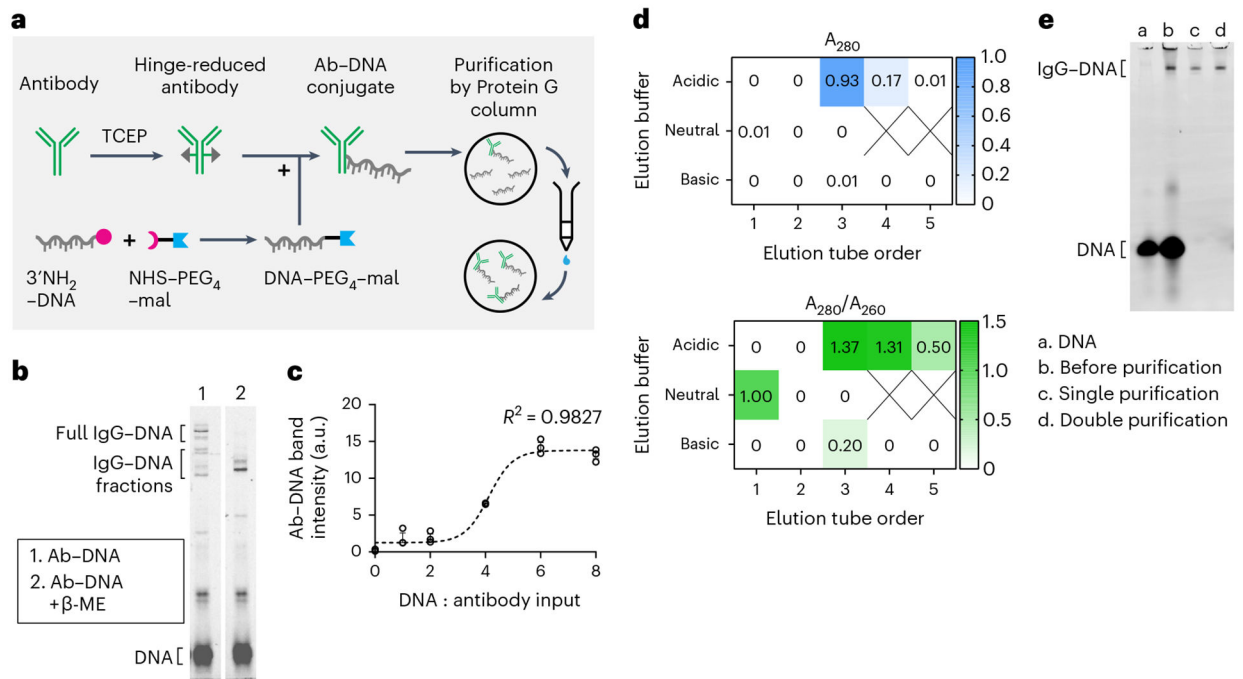 a
Antibody
TCEP
Hinge-reduced
antibody
Ab–DNA
conjugate
Purification
by Protein G
column
+
+
3′NH2
–DNA
NHS–PEG4
–mal
DNA–PEG4–mal
b
1 2
Full IgG–DNA
IgG–DNA
fractions
1. Ab–DNA
2. Ab–DNA
+β-ME
DNA
c
R2 = 0.9827
Ab–DNA band
intensity (a.u.)
20
15
10
5
0
0 2 4 6 8
DNA : antibody input
d
A280
Elution buffer
Acidic 0 0 0.93 0.17 0.01
Neutral 0.01 0 0
Basic 0 0 0.01 0 0
1 2 3 4 5
Elution tube order
1.0
0.8
0.6
0.4
0.2
0
A280/A260
Elution buffer
Acidic 0 0 1.37 1.31 0.50
Neutral 1.00 0 0
Basic 0 0 0.20 0 0
1 2 3 4 5
Elution tube order
1.5
1.0
0.5
0
e
a b c d
IgG–DNA
DNA
a. DNA
b. Before purification
c. Single purification
d. Double purification